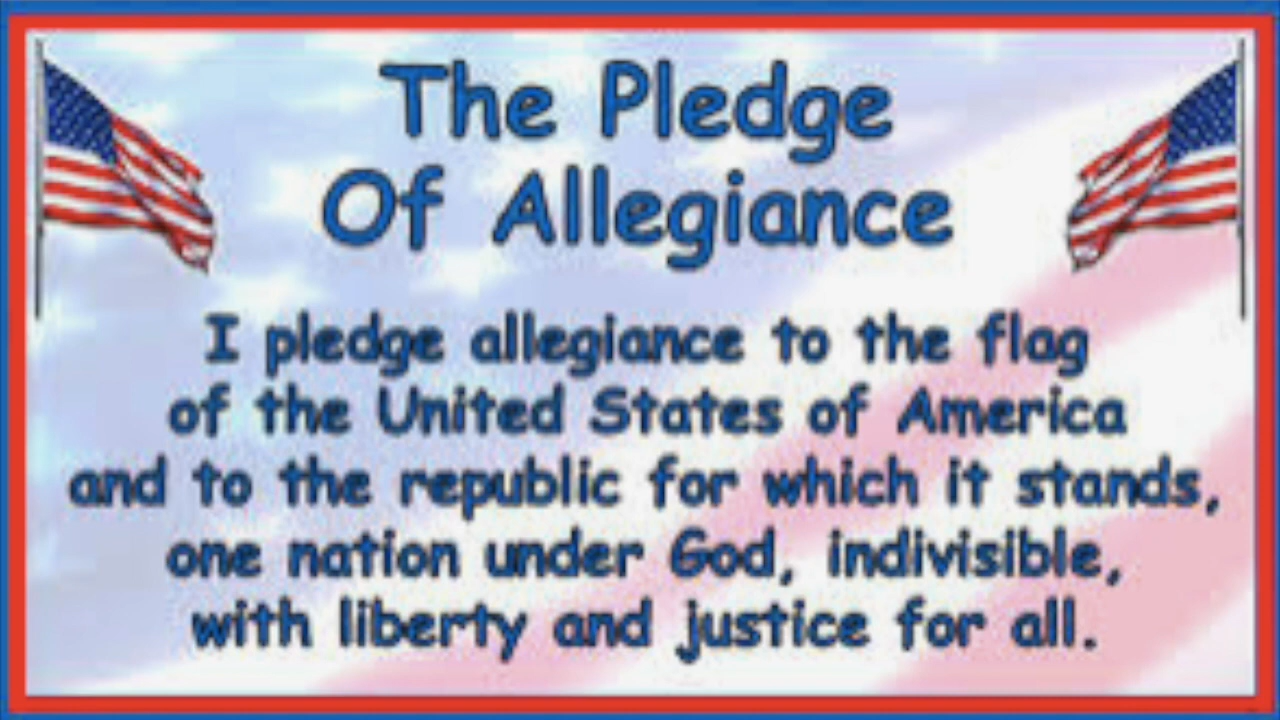 The Pledge
Of Allegiance
I pledge allegiance to the flag
of the United States of America
and to the republic for which it stands,
one nation under God, indivisible,
with liberty and justice for all.